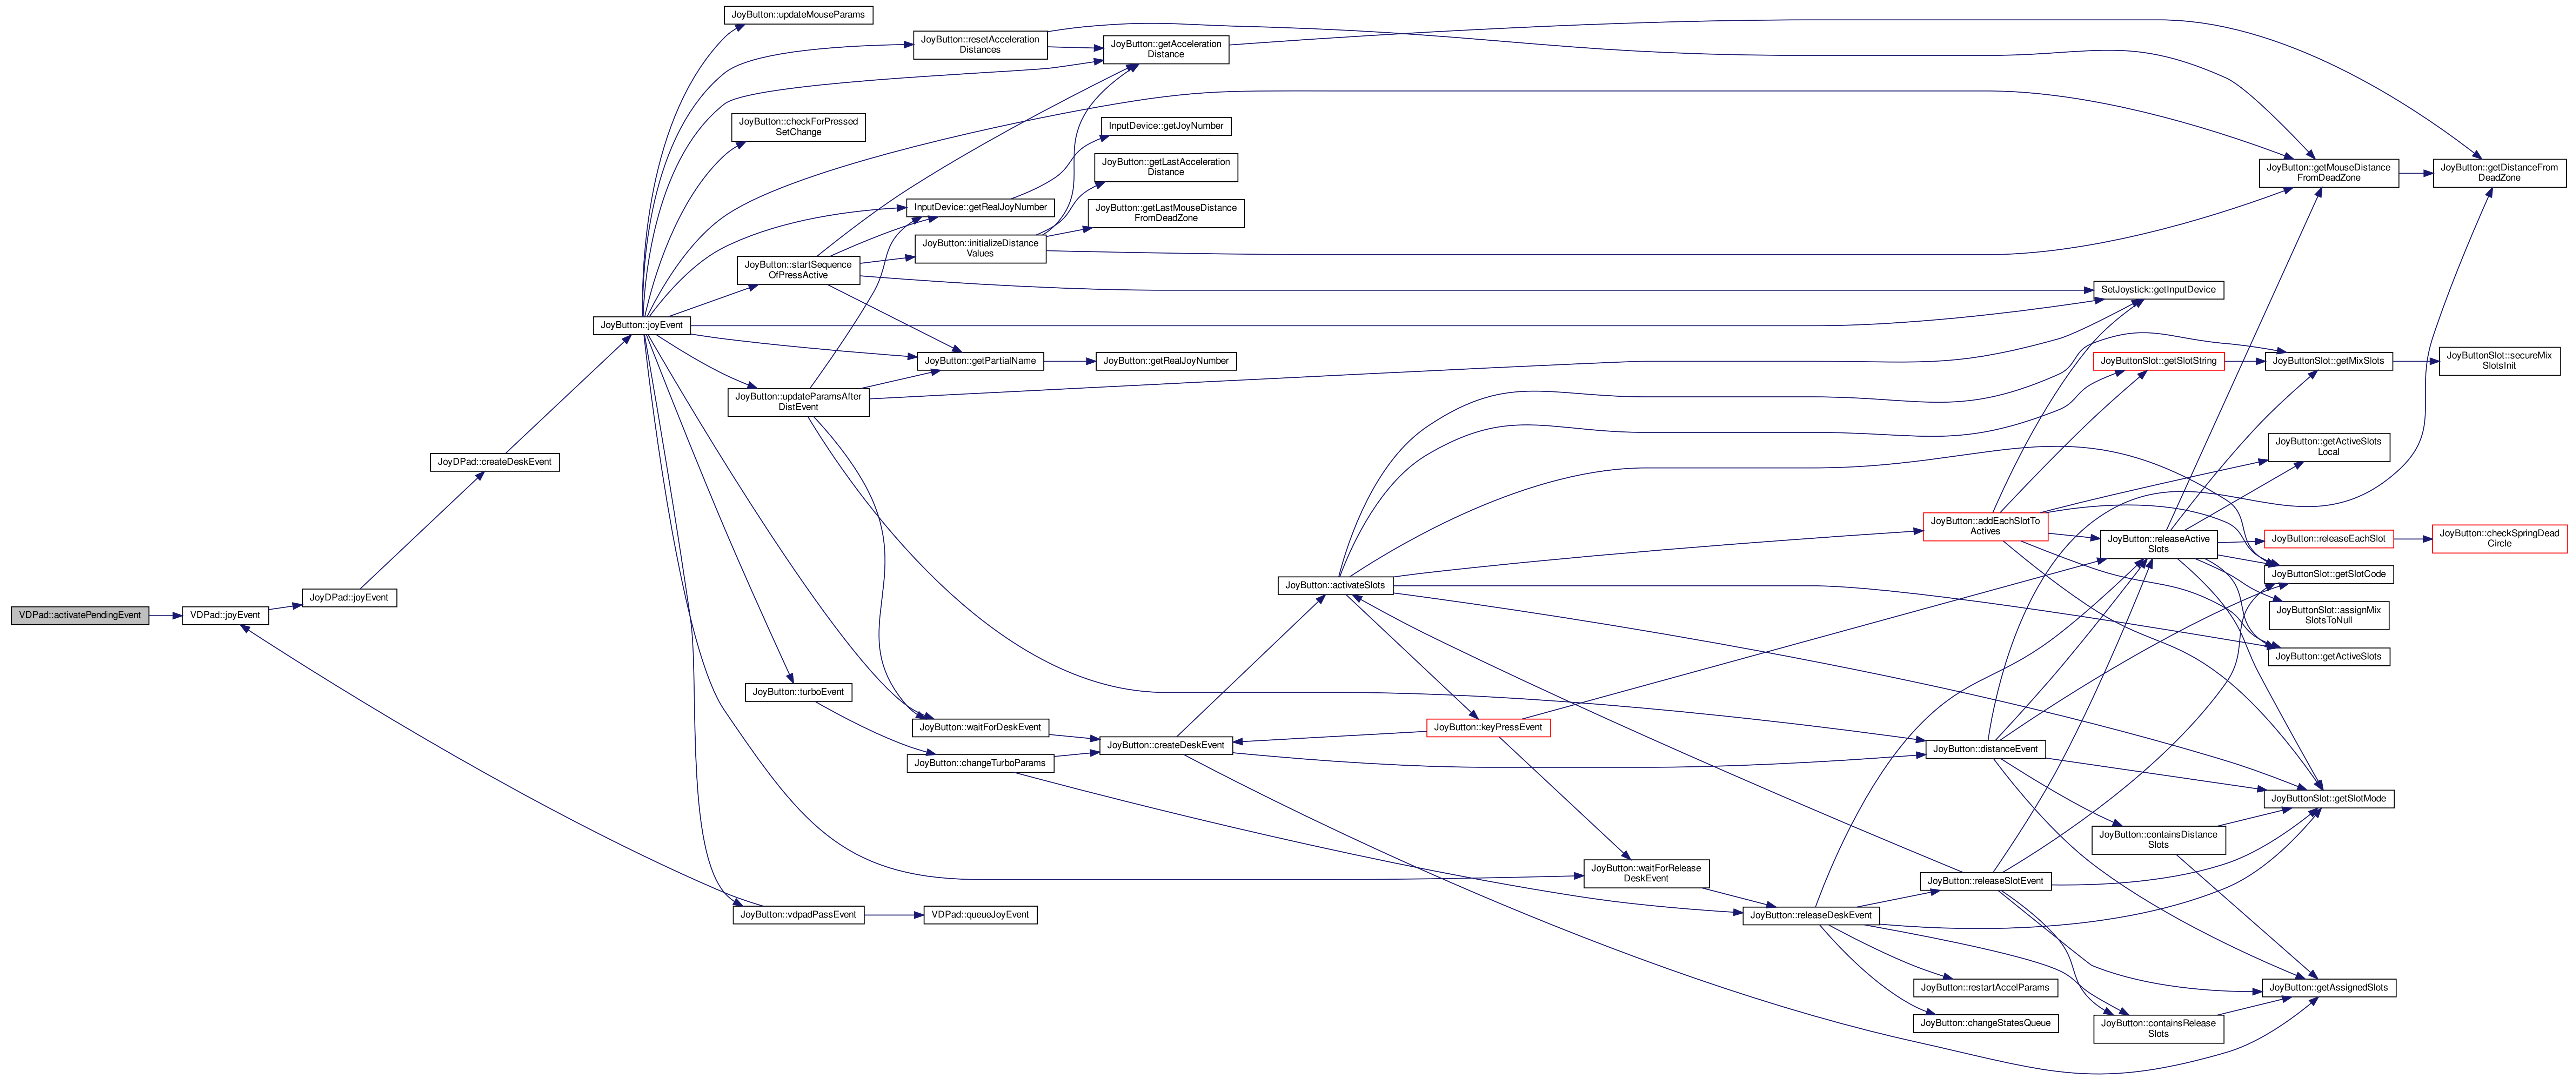 VDPad::activatePendingEvent
VDPad::joyEvent
JoyDPad::joyEvent
JoyDPad::createDeskEvent
JoyButton::joyEvent
JoyButton::updateMouseParams
JoyButton::resetAcceleration
Distances
JoyButton::getAcceleration
Distance
JoyButton::checkForPressed
SetChange
InputDevice::getJoyNumber
JoyButton::getLastAcceleration
Distance
JoyButton::getMouseDistance
FromDeadZone
JoyButton::getDistanceFrom
DeadZone
InputDevice::getRealJoyNumber
JoyButton::getLastMouseDistance
FromDeadZone
JoyButton::initializeDistance
Values
JoyButton::startSequence
OfPressActive
SetJoystick::getInputDevice
JoyButton::getPartialName
JoyButton::getRealJoyNumber
JoyButtonSlot::getSlotString
JoyButtonSlot::getMixSlots
JoyButtonSlot::secureMix
SlotsInit
JoyButton::updateParamsAfter
DistEvent
JoyButton::getActiveSlots
Local
JoyButton::addEachSlotTo
Actives
JoyButton::releaseActive
Slots
JoyButton::releaseEachSlot
JoyButton::checkSpringDead
Circle
JoyButtonSlot::getSlotCode
JoyButton::activateSlots
JoyButtonSlot::assignMix
SlotsToNull
JoyButton::getActiveSlots
JoyButton::turboEvent
JoyButton::waitForDeskEvent
JoyButton::keyPressEvent
JoyButton::createDeskEvent
JoyButton::distanceEvent
JoyButton::changeTurboParams
JoyButtonSlot::getSlotMode
JoyButton::containsDistance
Slots
JoyButton::waitForRelease
DeskEvent
JoyButton::releaseSlotEvent
JoyButton::vdpadPassEvent
VDPad::queueJoyEvent
JoyButton::releaseDeskEvent
JoyButton::restartAccelParams
JoyButton::getAssignedSlots
JoyButton::changeStatesQueue
JoyButton::containsRelease
Slots